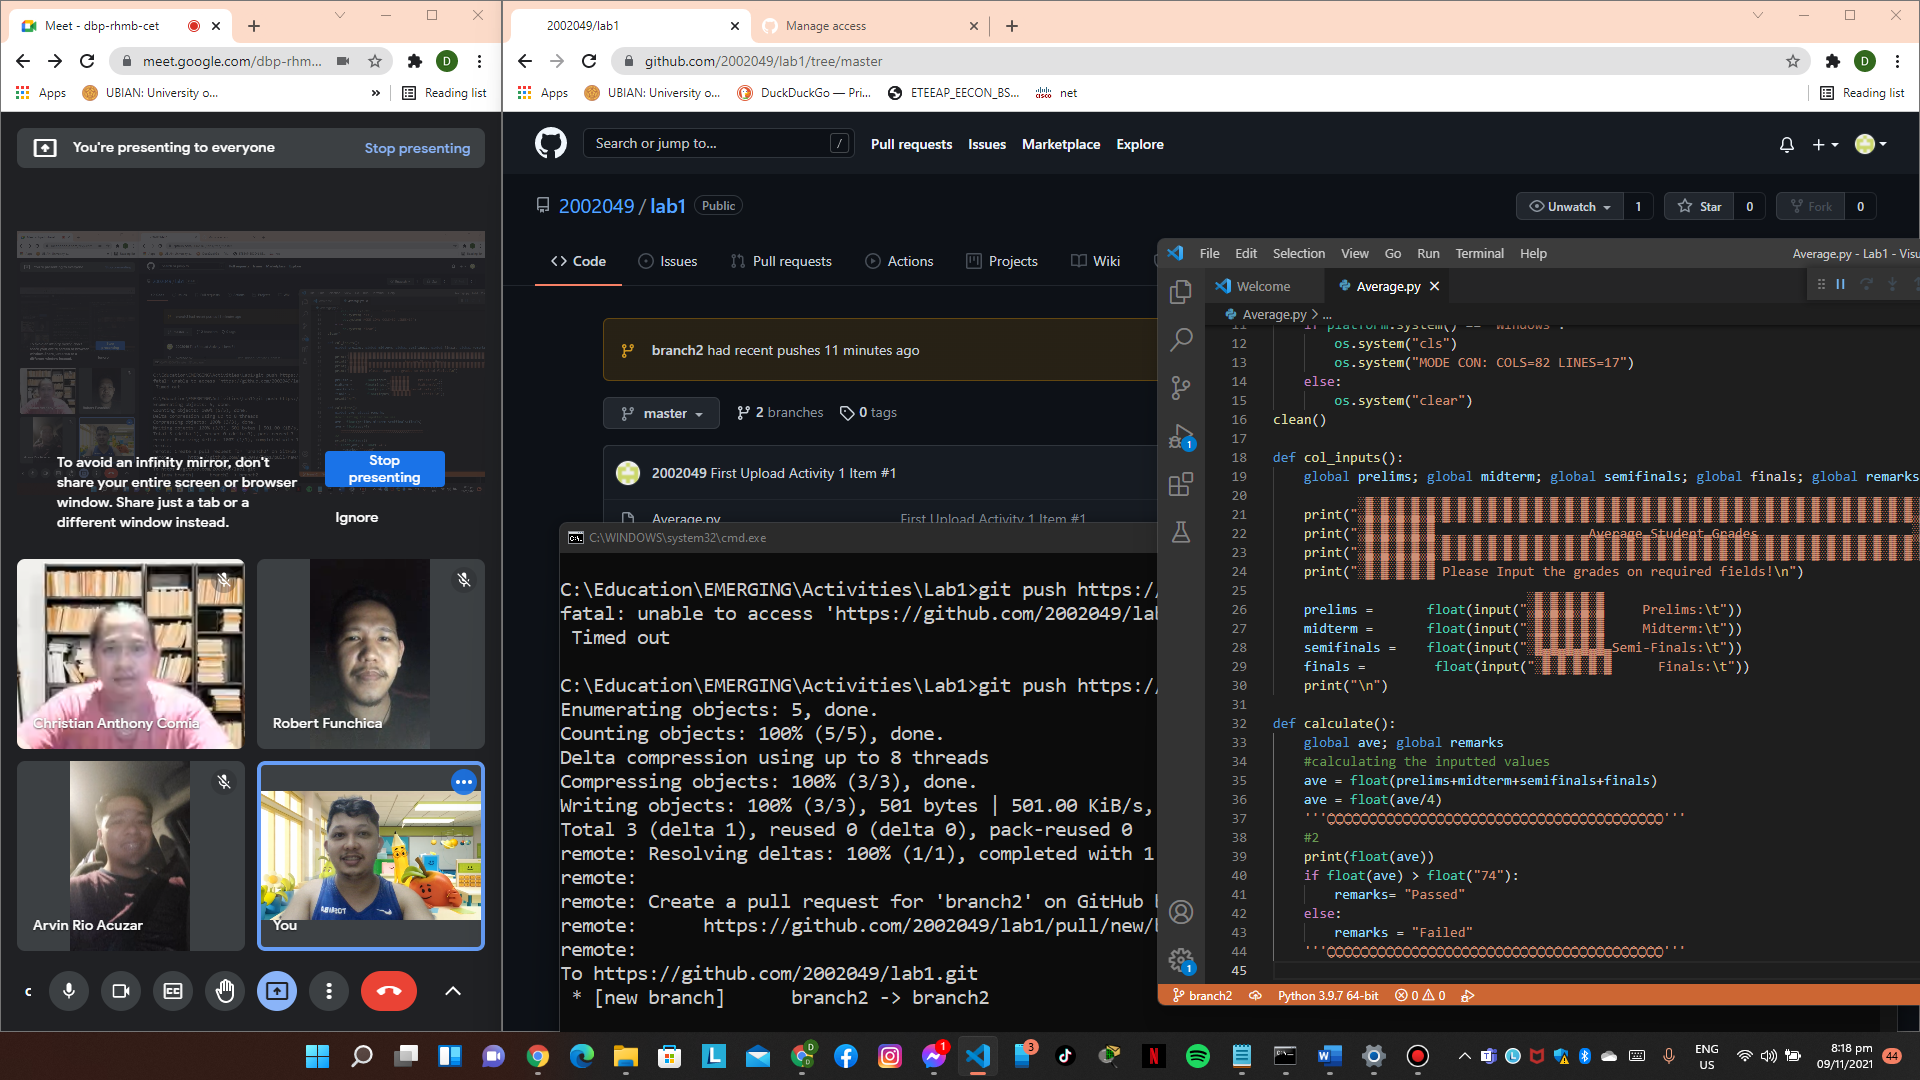 Meet - dbp-rhmb-cet
meet.google.com/dbp-rhm...
D
Apps
UBIAN: University o...
»
Reading list
You're presenting to everyone
Stop presenting
To avoid an infinity mirror, don't
share your entire screen or browser
window. Share just a tab or a
different window instead.
Stop
presenting
Ignore
Christian Anthony Comia
Robert Funchica
Arvin Rio Acuzar
You
c
2002049/lab1
Manage access
github.com/2002049/lab1/tree/master
D
Apps
UBIAN: University o...
DuckDuckGo — Pri...
ETEEAP_EECON_BS...
net
Reading list
Search or jump to...
/
Pull requests
Issues
Marketplace
Explore
2002049 / lab1
Public
Unwatch
1
Star
0
Fork
0
<> Code
Issues
Pull requests
Actions
Projects
Wiki
branch2 had recent pushes 11 minutes ago
master
2 branches
0 tags
2002049 First Upload Activity 1 Item #1
Average.py
First Upload Activity 1 Item #1
C:\WINDOWS\system32\cmd.exe
C:\Education\EMERGING\Activities\Lab1>git push https:/
fatal: unable to access 'https://github.com/2002049/lab
Timed out
C:\Education\EMERGING\Activities\Lab1>git push https:/
Enumerating objects: 5, done.
Counting objects: 100% (5/5), done.
Delta compression using up to 8 threads
Compressing objects: 100% (3/3), done.
Writing objects: 100% (3/3), 501 bytes | 501.00 KiB/s,
Total 3 (delta 1), reused 0 (delta 0), pack-reused 0
remote: Resolving deltas: 100% (1/1), completed with 1
remote:
remote: Create a pull request for 'branch2' on GitHub b
remote: https://github.com/2002049/lab1/pull/new/b
remote:
To https://github.com/2002049/lab1.git
* [new branch] branch2 -> branch2
File Edit Selection View Go Run Terminal Help
Average.py - Lab1 - Visu
Welcome
Average.py
Average.py > ...
11 if platform.system() == "Windows":
12 os.system("cls")
13 os.system("MODE CON: COLS=82 LINES=17")
14 else:
15 os.system("clear")
16 clean()
17
18 def col_inputs():
19 global prelims; global midterm; global semifinals; global finals; global remarks
20
21 print("
22 print(" Average Student Grades
23 print("
24 print(" Please Input the grades on required fields!\n")
25
26 prelims = float(input(" Prelims:\t"))
27 midterm = float(input(" Midterm:\t"))
28 semifinals = float(input(" Semi-Finals:\t"))
29 finals = float(input(" Finals:\t"))
30 print("\n")
31
32 def calculate():
33 global ave; global remarks
34 #calculating the inputted values
35 ave = float(prelims+midterm+semifinals+finals)
36 ave = float(ave/4)
37 '''
38 #2
39 print(float(ave))
40 if float(ave) > float("74"):
41 remarks= "Passed"
42 else:
43 remarks = "Failed"
44 '''
45
1
1
branch2
Python 3.9.7 64-bit
0
0
1
3
ENG
US
8:18 pm
09/11/2021
44